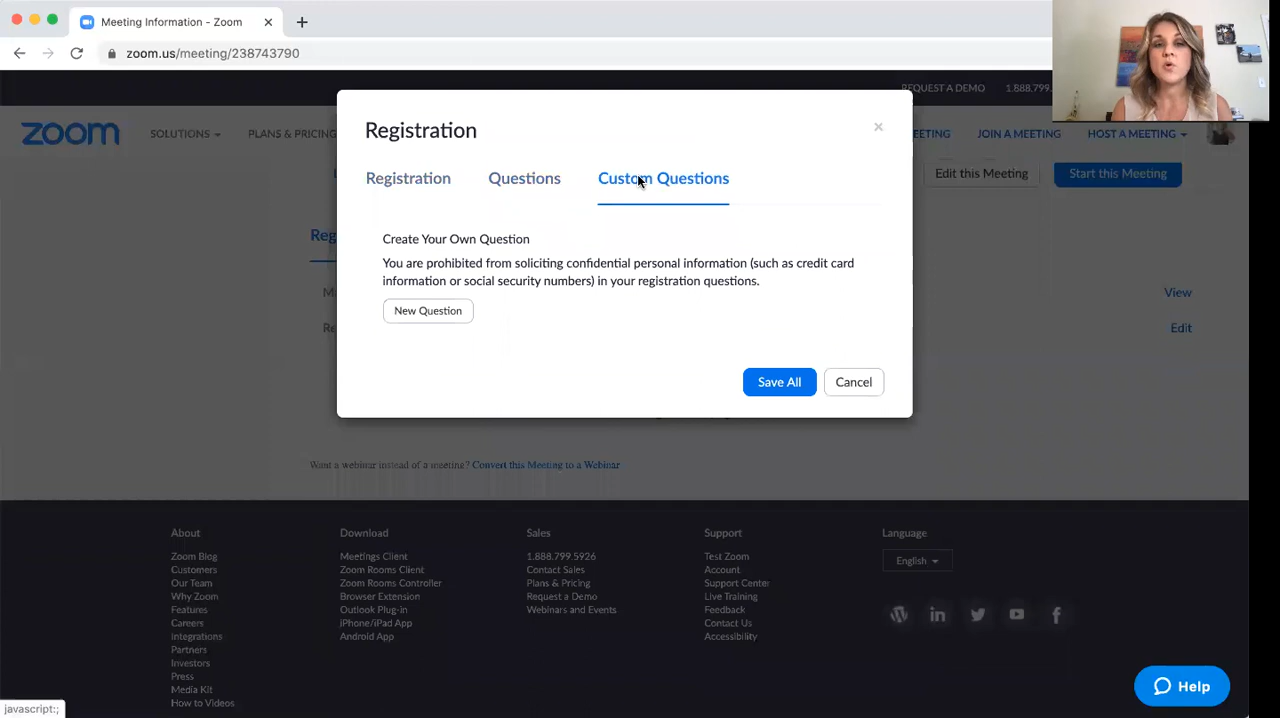 Meeting Information - Zoom
zoom.us/meeting/238743790
REQUEST A DEMO 1.888.799.
zoom SOLUTIONS PLANS & PRICING EETING JOIN A MEETING HOST A MEETING
Edit this Meeting Start this Meeting
Registration
Registration Questions Custom Questions
Reg
Create Your Own Question
You are prohibited from soliciting confidential personal information (such as credit card
information or social security numbers) in your registration questions.
New Question
View
Edit
Save All Cancel
Want a webinar instead of a meeting? Convert this Meeting to a Webinar
About
Zoom Blog
Customers
Our Team
Why Zoom
Features
Careers
Integrations
Partners
Investors
Press
Media Kit
How to Videos
Download
Meetings Client
Zoom Rooms Client
Zoom Rooms Controller
Browser Extension
Outlook Plug-in
iPhone/iPad App
Android App
Sales
1.888.799.5926
Contact Sales
Plans & Pricing
Request a Demo
Webinars and Events
Support
Test Zoom
Account
Support Center
Live Training
Feedback
Contact Us
Accessibility
Language
English
Help
javascript:;